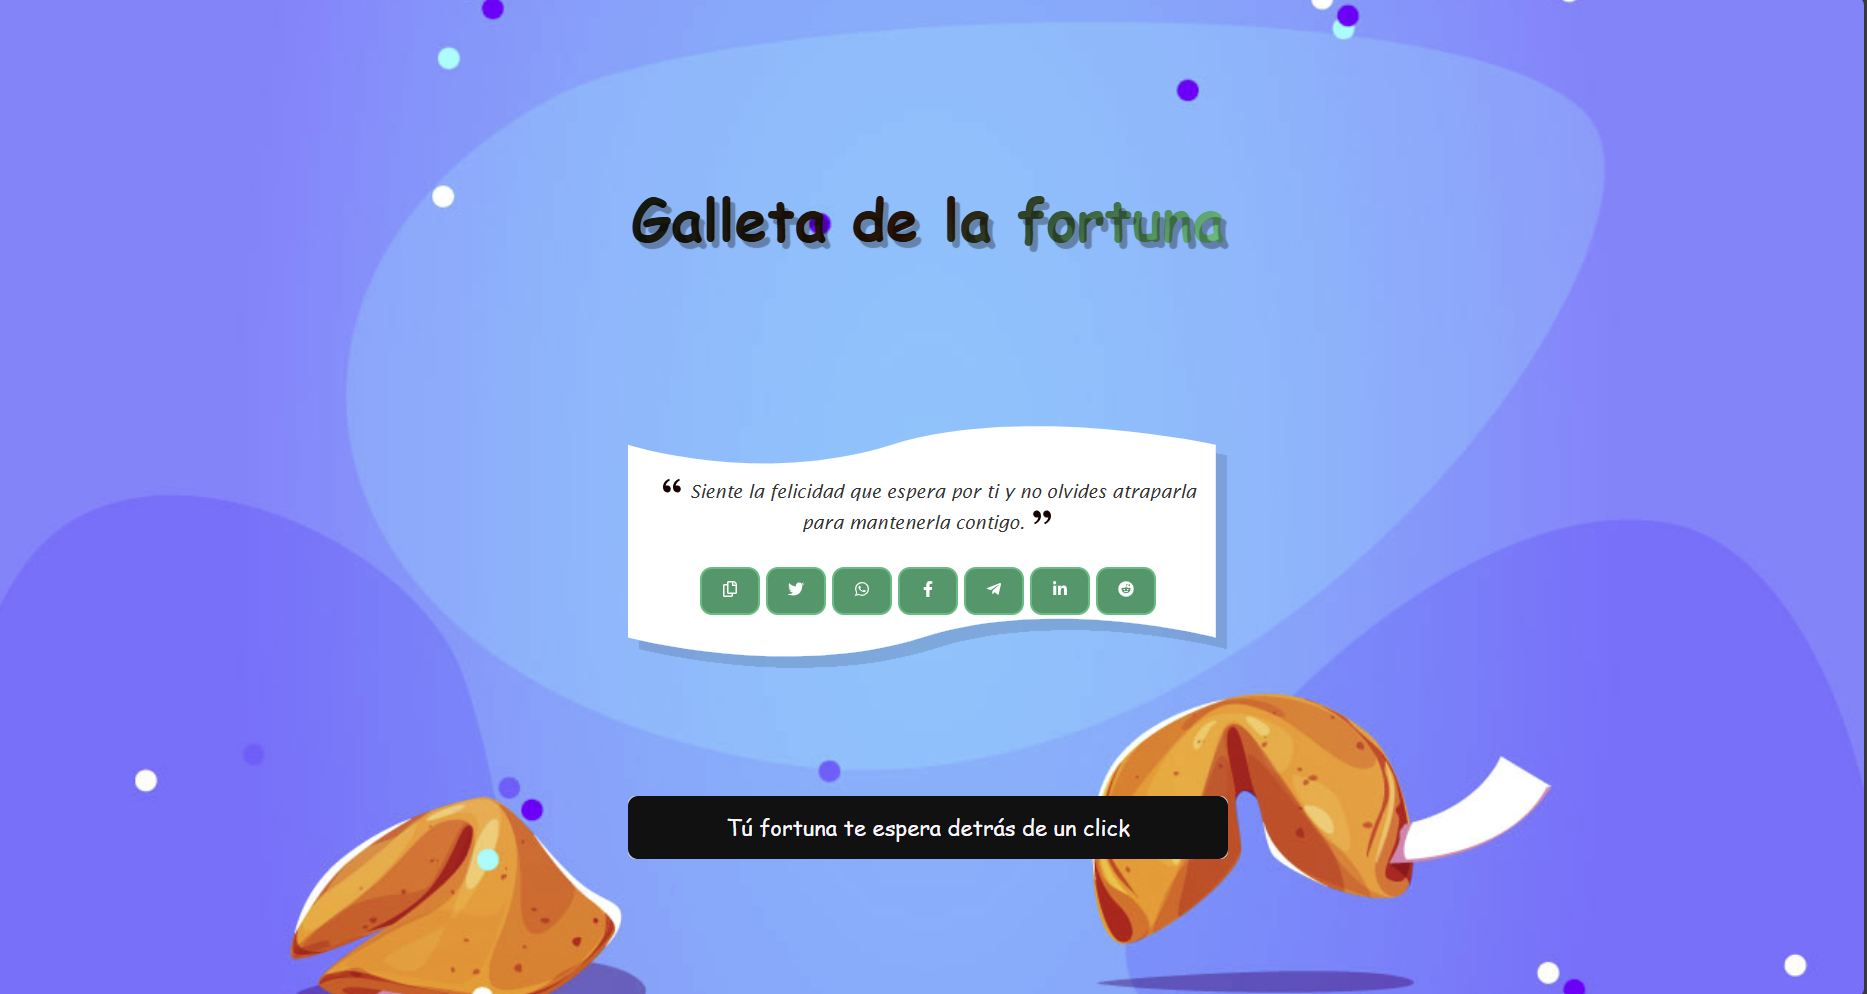 Galleta de la fortuna
“ Siente la felicidad que espera por ti y no olvides atraparla
para mantenerla contigo. ”
in
Tú fortuna te espera detrás de un click